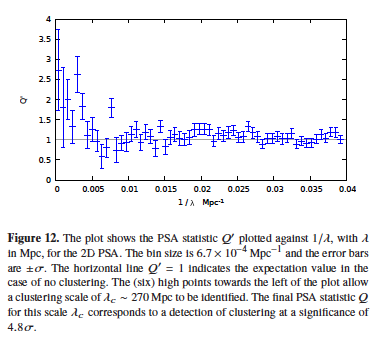 4
3.5
3
2.5
2
1.5
1
0.5
0
Q'
0 0.005 0.01 0.015 0.02 0.025 0.03 0.035 0.04
1 / λ Mpc⁻¹
Figure 12. The plot shows the PSA statistic Q′ plotted against 1/λ, with λ
in Mpc, for the 2D PSA. The bin size is 6.7 × 10⁻⁴ Mpc⁻¹ and the error bars
are ±σ. The horizontal line Q′ = 1 indicates the expectation value in the
case of no clustering. The (six) high points towards the left of the plot allow
a clustering scale of λc ∼ 270 Mpc to be identified. The final PSA statistic Q
for this scale λc corresponds to a detection of clustering at a significance of
4.8σ.